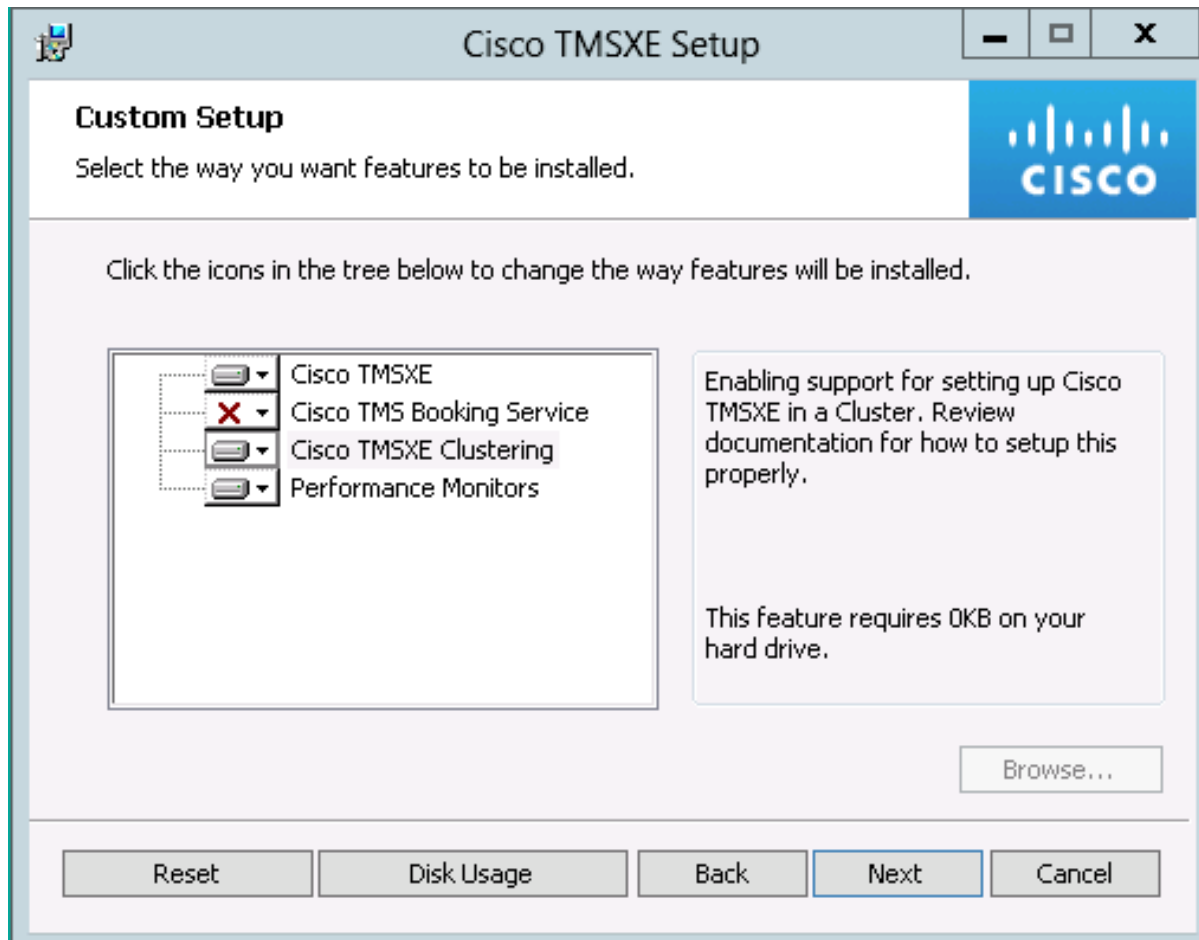 Cisco TMSXE Setup
Custom Setup
Select the way you want features to be installed.
CISCO
Click the icons in the tree below to change the way features will be installed.
Cisco TMSXE
Cisco TMS Booking Service
Cisco TMSXE Clustering
Performance Monitors
Enabling support for setting up Cisco
TMSXE in a Cluster. Review
documentation for how to setup this
properly.
This feature requires 0KB on your
hard drive.
Browse...
Reset
Disk Usage
Back
Next
Cancel